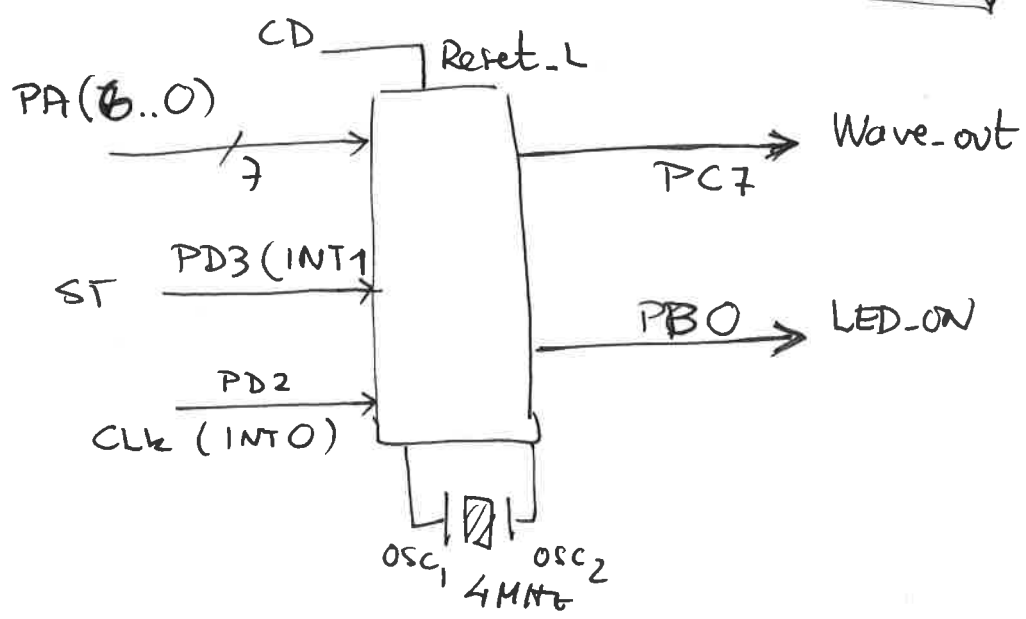 CD
Reset_L
PA(6..0)
7
Wave_out
PC7
PD3 (INT1
ST
PB0
LED_ON
PD2
CLk (INT0)
OSC1
OSC2
4MHz